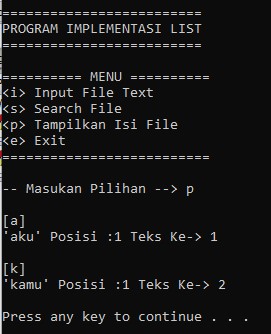 =========================
PROGRAM IMPLEMENTASI LIST
=========================

========== MENU ==========
<i> Input File Text
<s> Search File
<p> Tampilkan Isi File
<e> Exit
==========================

-- Masukan Pilihan --> p

[a]
'aku' Posisi :1 Teks Ke-> 1

[k]
'kamu' Posisi :1 Teks Ke-> 2

Press any key to continue . . .